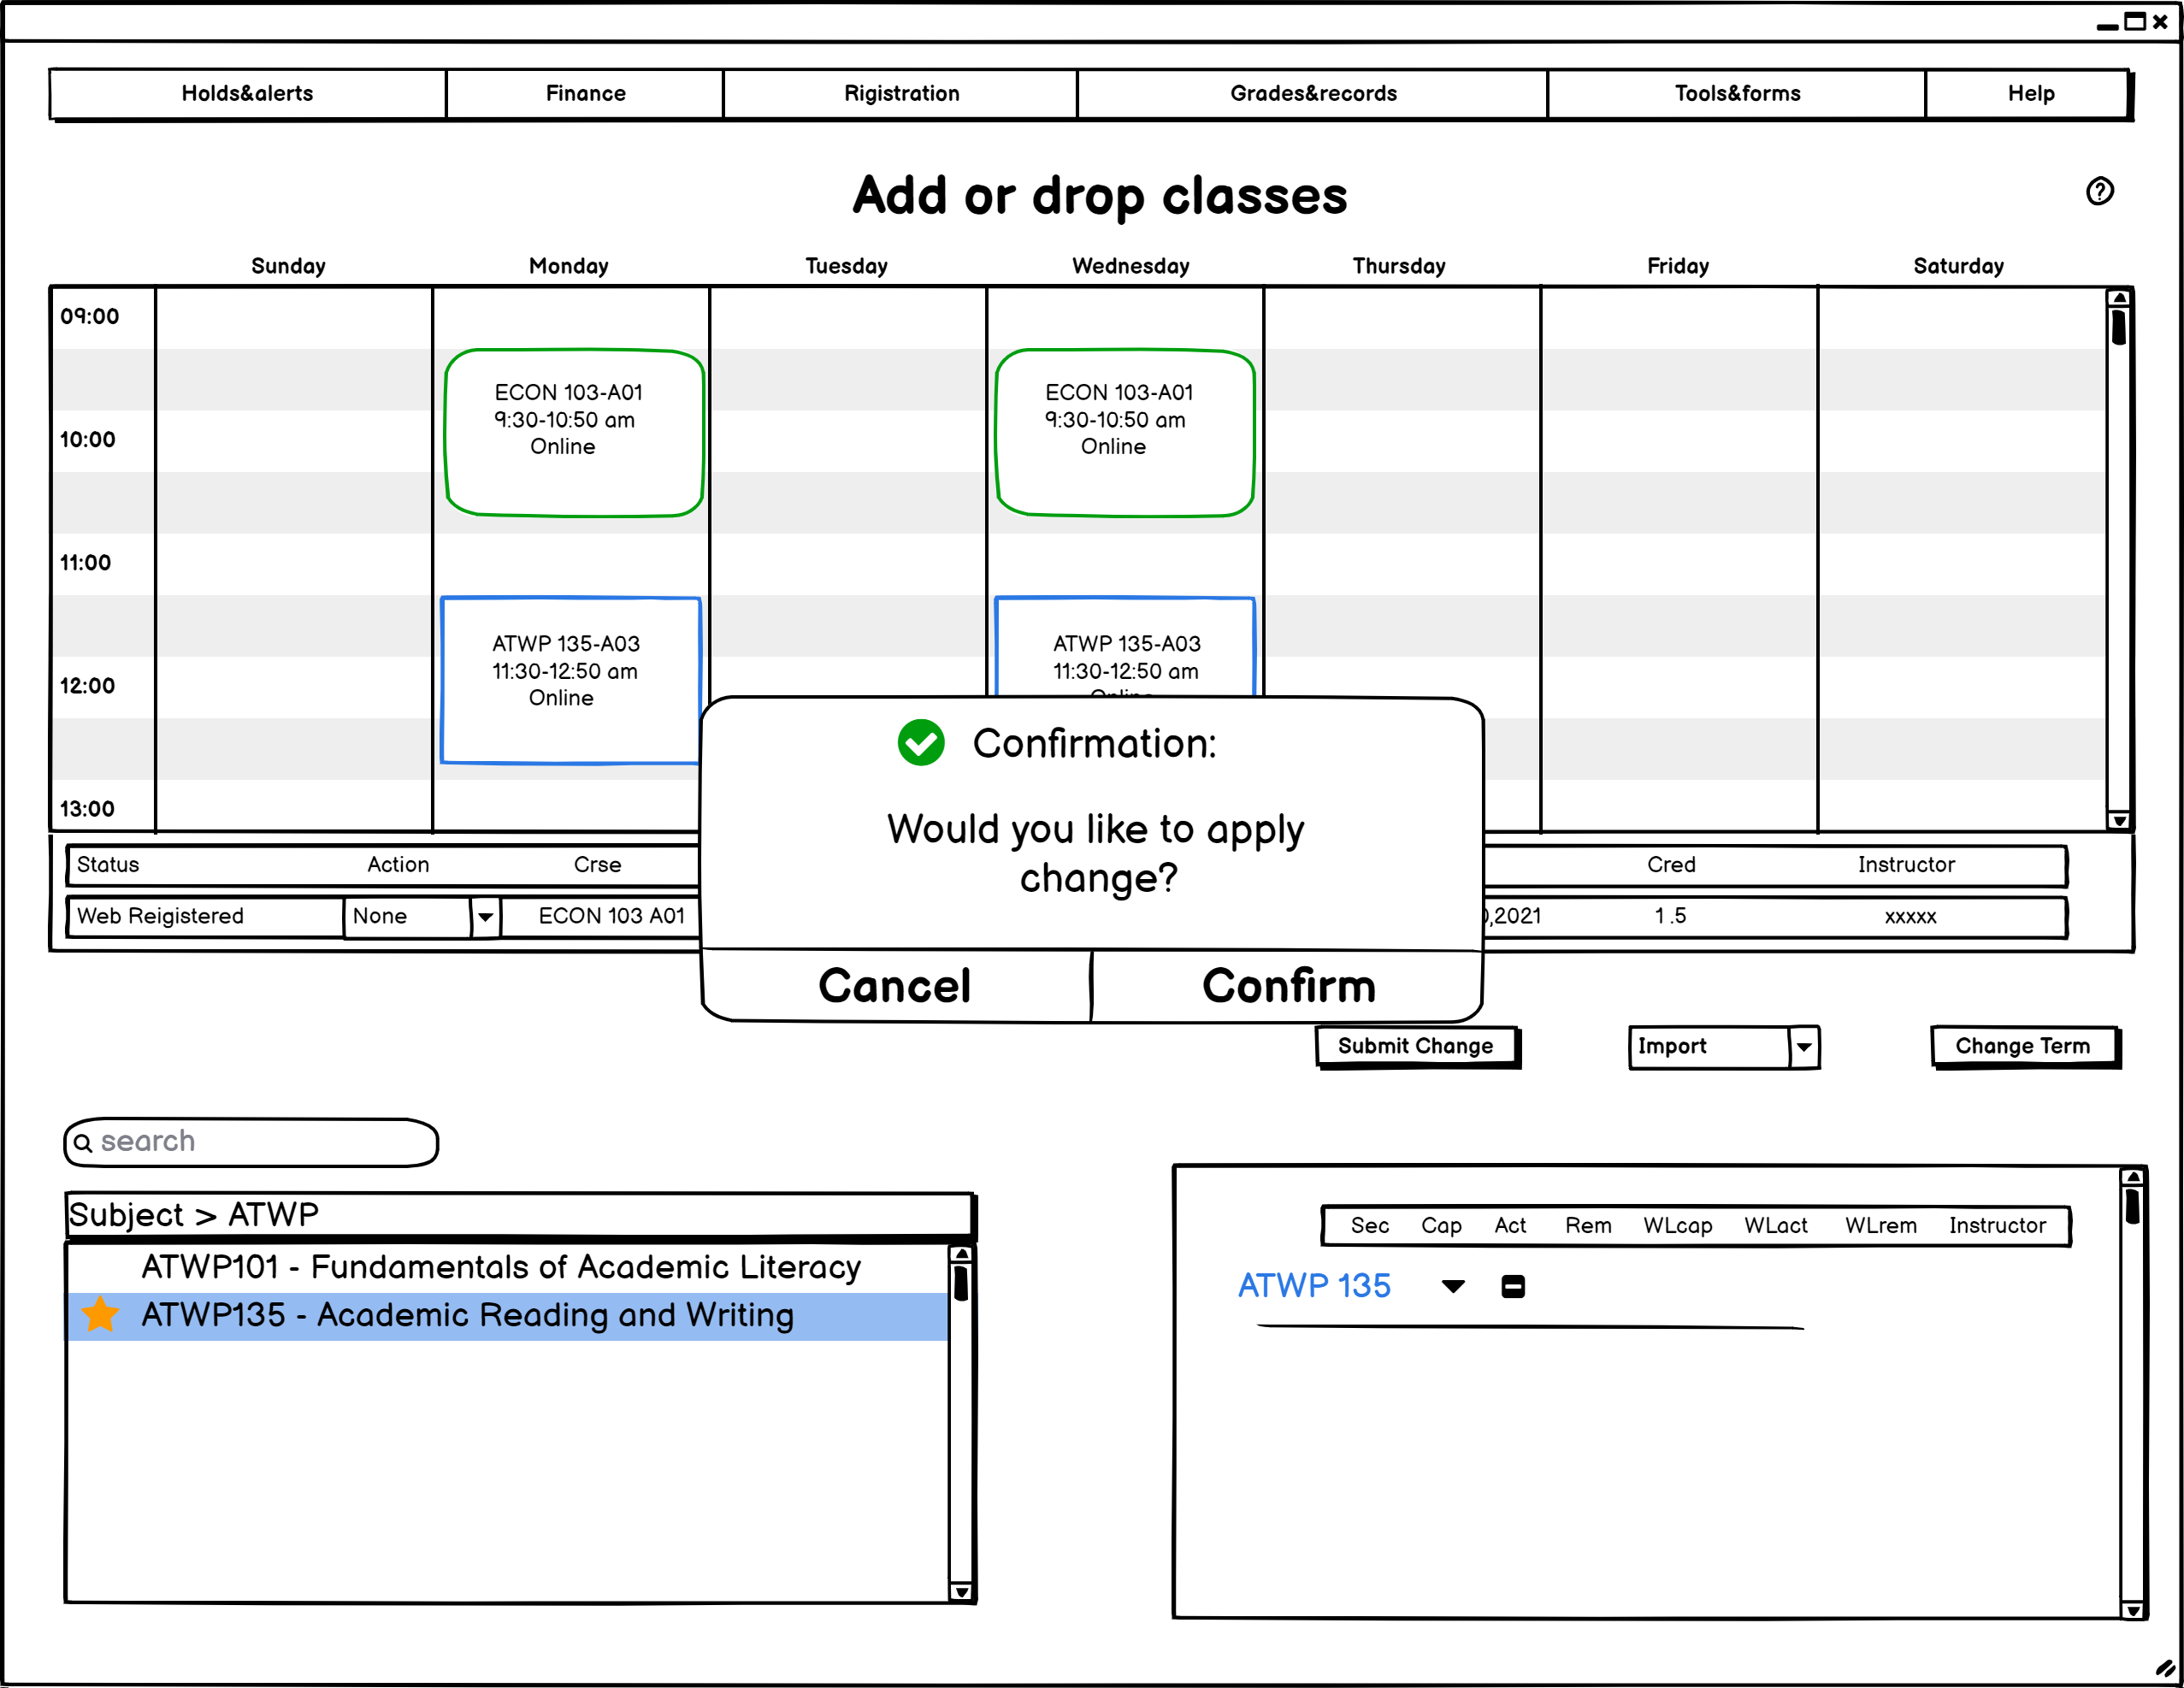 Holds&alerts Finance Rigistration Grades&records Tools&forms Help
Add or drop classes
Sunday Monday Tuesday Wednesday Thursday Friday Saturday
09:00
ECON 103-A01 ECON 103-A01
9:30-10:50 am 9:30-10:50 am
10:00
Online Online
11:00
ATWP 135-A03 ATWP 135-A03
11:30-12:50 am 11:30-12:50 am
12:00
Online Online
Confirmation:
13:00
Would you like to apply
change?
Status Action Crse Cred Instructor
Web Reigistered None ECON 103 A01 ,2021 1.5 xxxxx
Cancel Confirm
Submit Change Import Change Term
search
Subject > ATWP
ATWP101 - Fundamentals of Academic Literacy
ATWP135 - Academic Reading and Writing
Sec Cap Act Rem WLcap WLact WLrem Instructor
ATWP 135